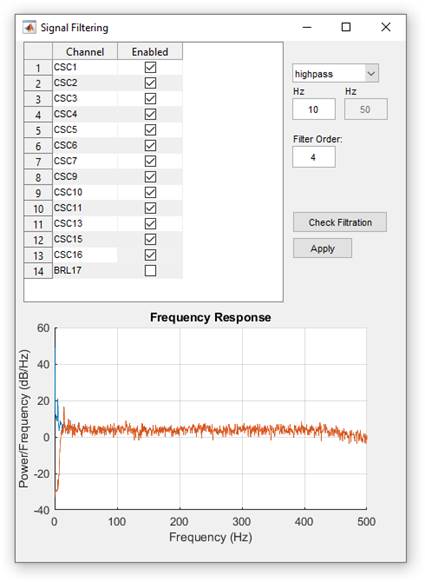 Signal Filtering
Channel Enabled
1 CSC1
2 CSC2
3 CSC3
4 CSC4
5 CSC5
6 CSC6
7 CSC7
8 CSC9
9 CSC10
10 CSC11
11 CSC13
12 CSC15
13 CSC16
14 BRL17
highpass
Hz Hz
10 50
Filter Order:
4
Check Filtration
Apply
Frequency Response
Power/Frequency (dB/Hz)
60
40
20
0
-20
-40
0 100 200 300 400 500
Frequency (Hz)